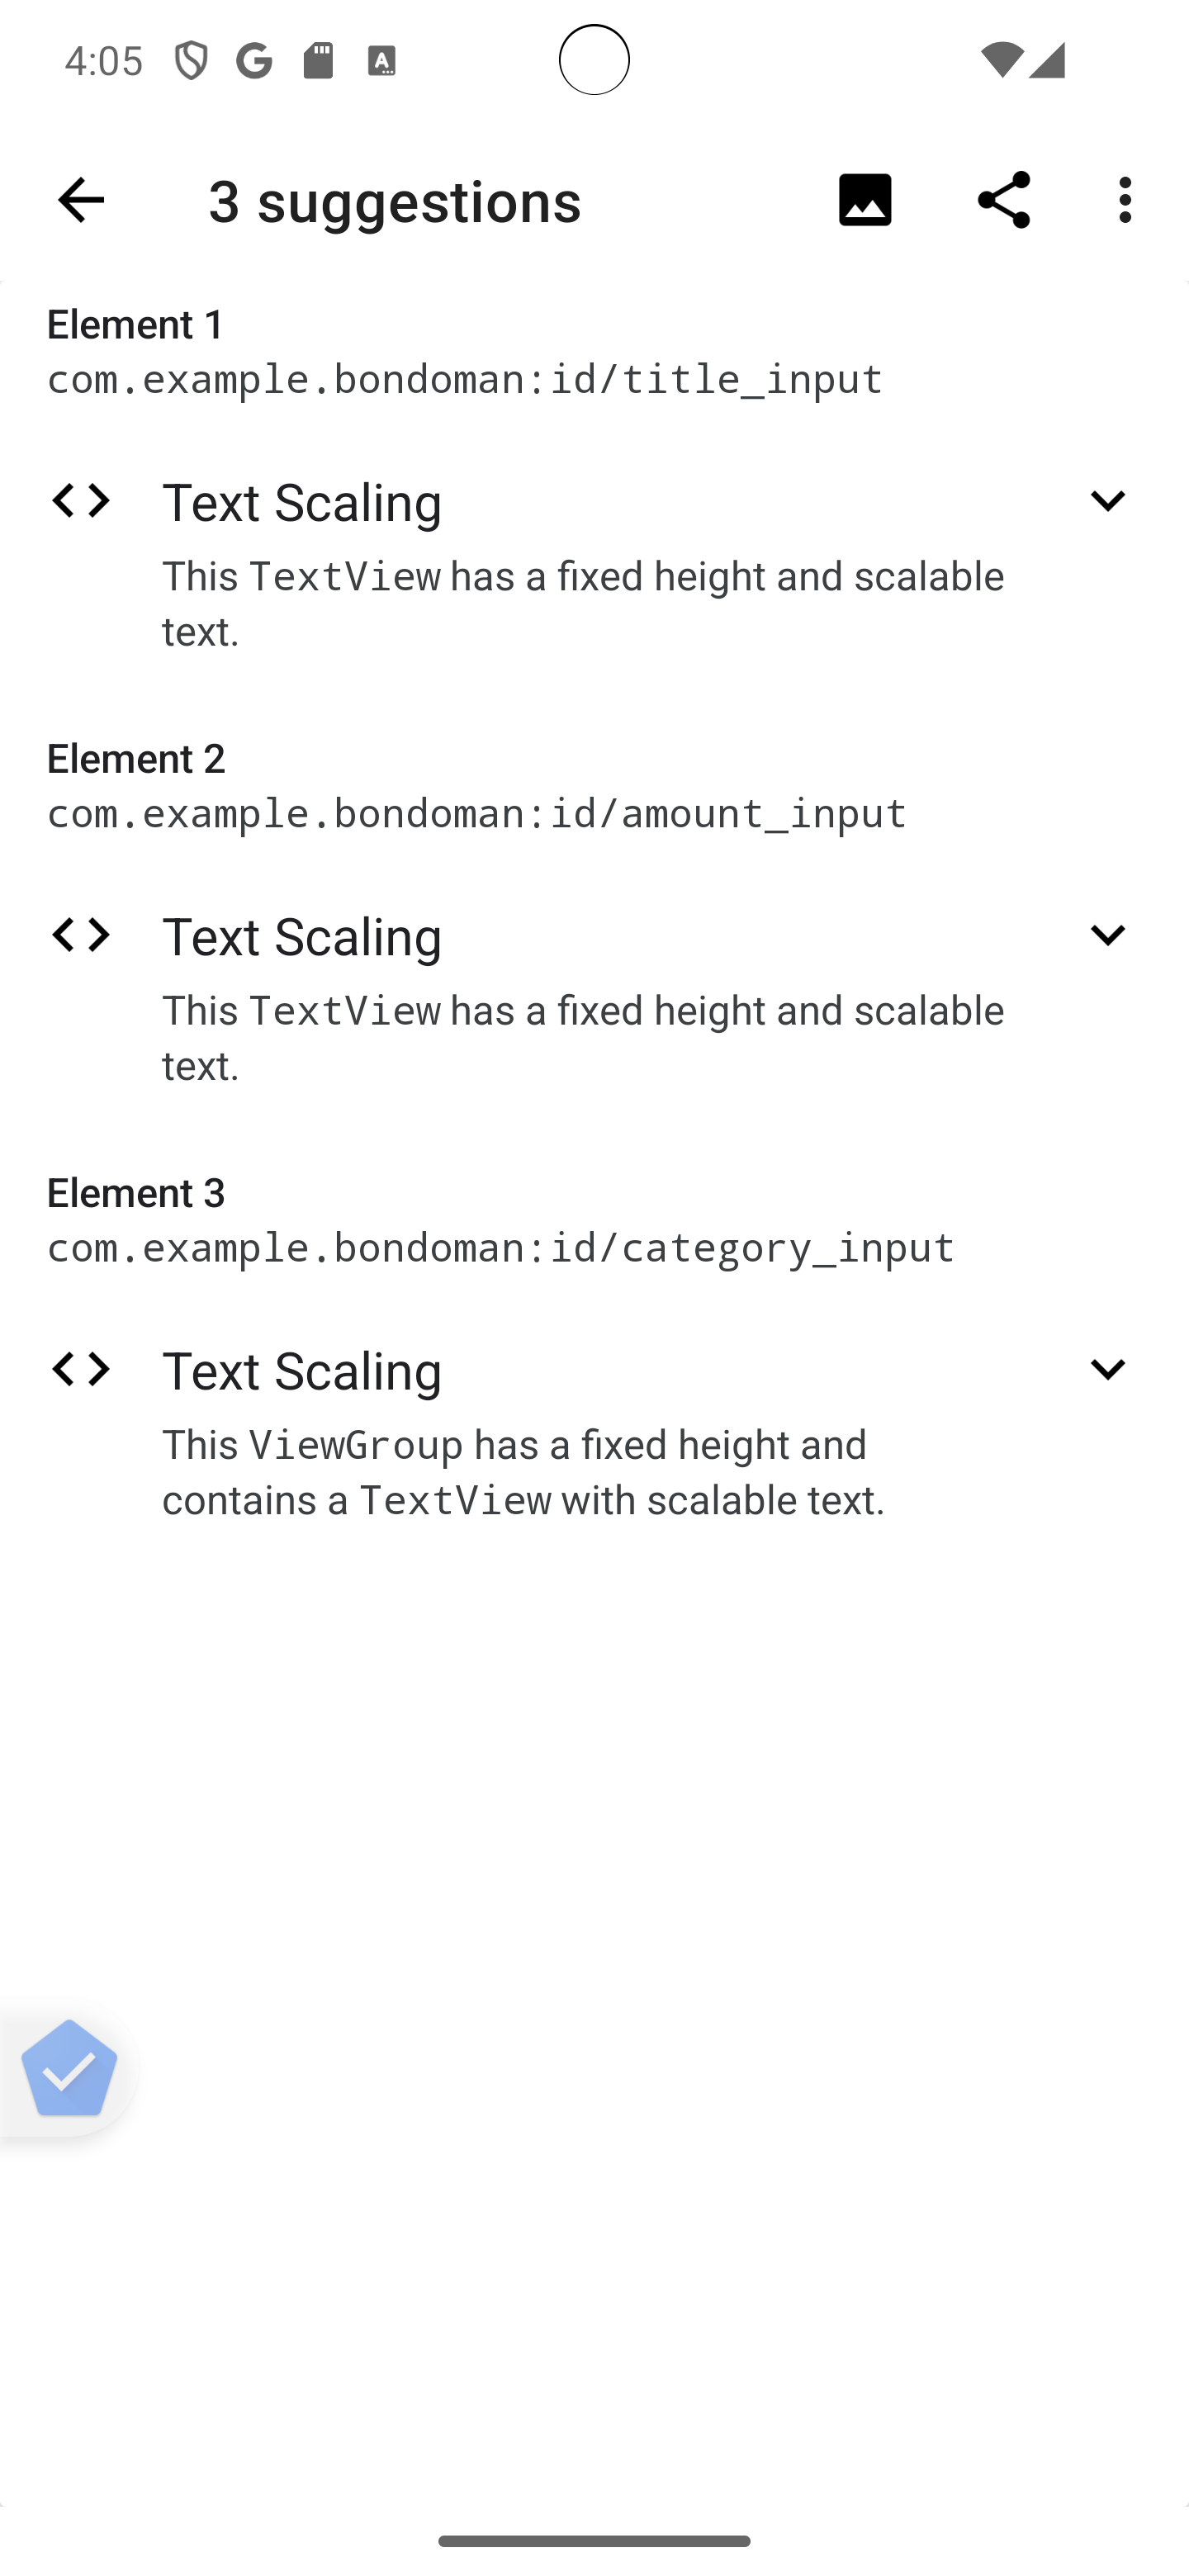 4:05
3 suggestions
Element 1
com.example.bondoman:id/title_input
Text Scaling
This TextView has a fixed height and scalable
text.
Element 2
com.example.bondoman:id/amount_input
Text Scaling
This TextView has a fixed height and scalable
text.
Element 3
com.example.bondoman:id/category_input
Text Scaling
This ViewGroup has a fixed height and
contains a TextView with scalable text.